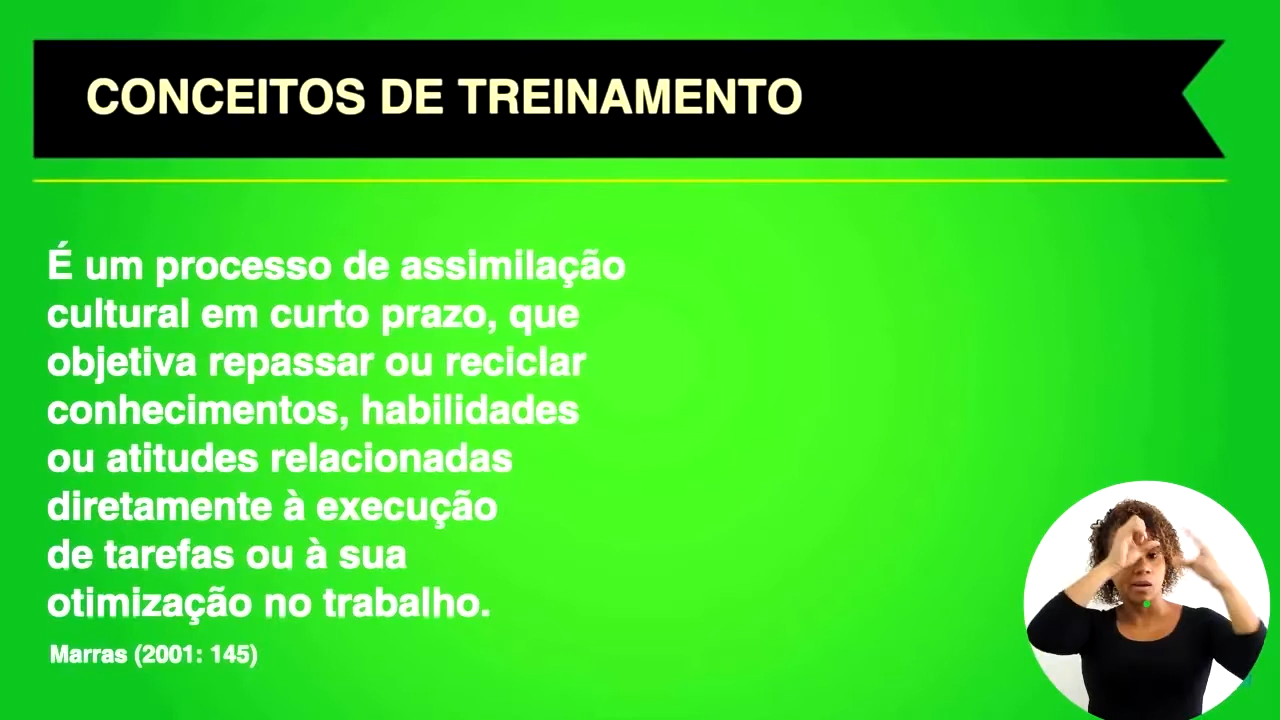 CONCEITOS DE TREINAMENTO
É um processo de assimilação
cultural em curto prazo, que
objetiva repassar ou reciclar
conhecimentos, habilidades
ou atitudes relacionadas
diretamente à execução
de tarefas ou à sua
otimização no trabalho.
Marras (2001: 145)